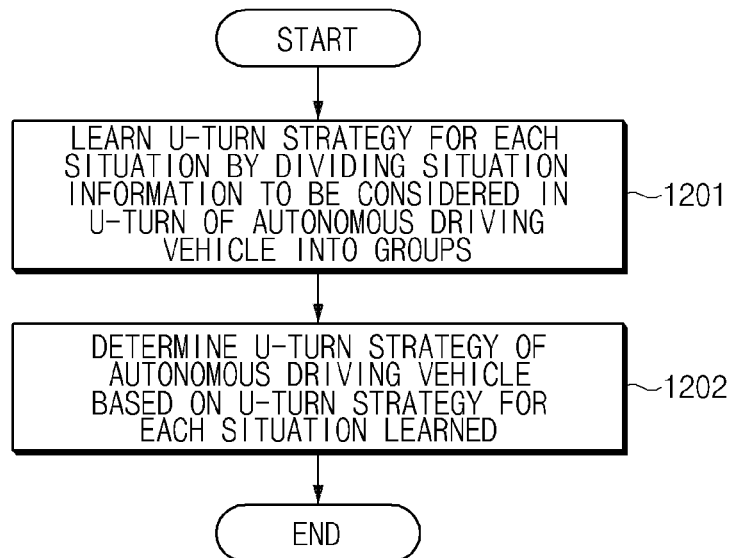 START
LEARN U-TURN STRATEGY FOR EACH
SITUATION BY DIVIDING SITUATION
INFORMATION TO BE CONSIDERED IN
U-TURN OF AUTONOMOUS DRIVING
VEHICLE INTO GROUPS
1201
DETERMINE U-TURN STRATEGY OF
AUTONOMOUS DRIVING VEHICLE
BASED ON U-TURN STRATEGY FOR
EACH SITUATION LEARNED
1202
END